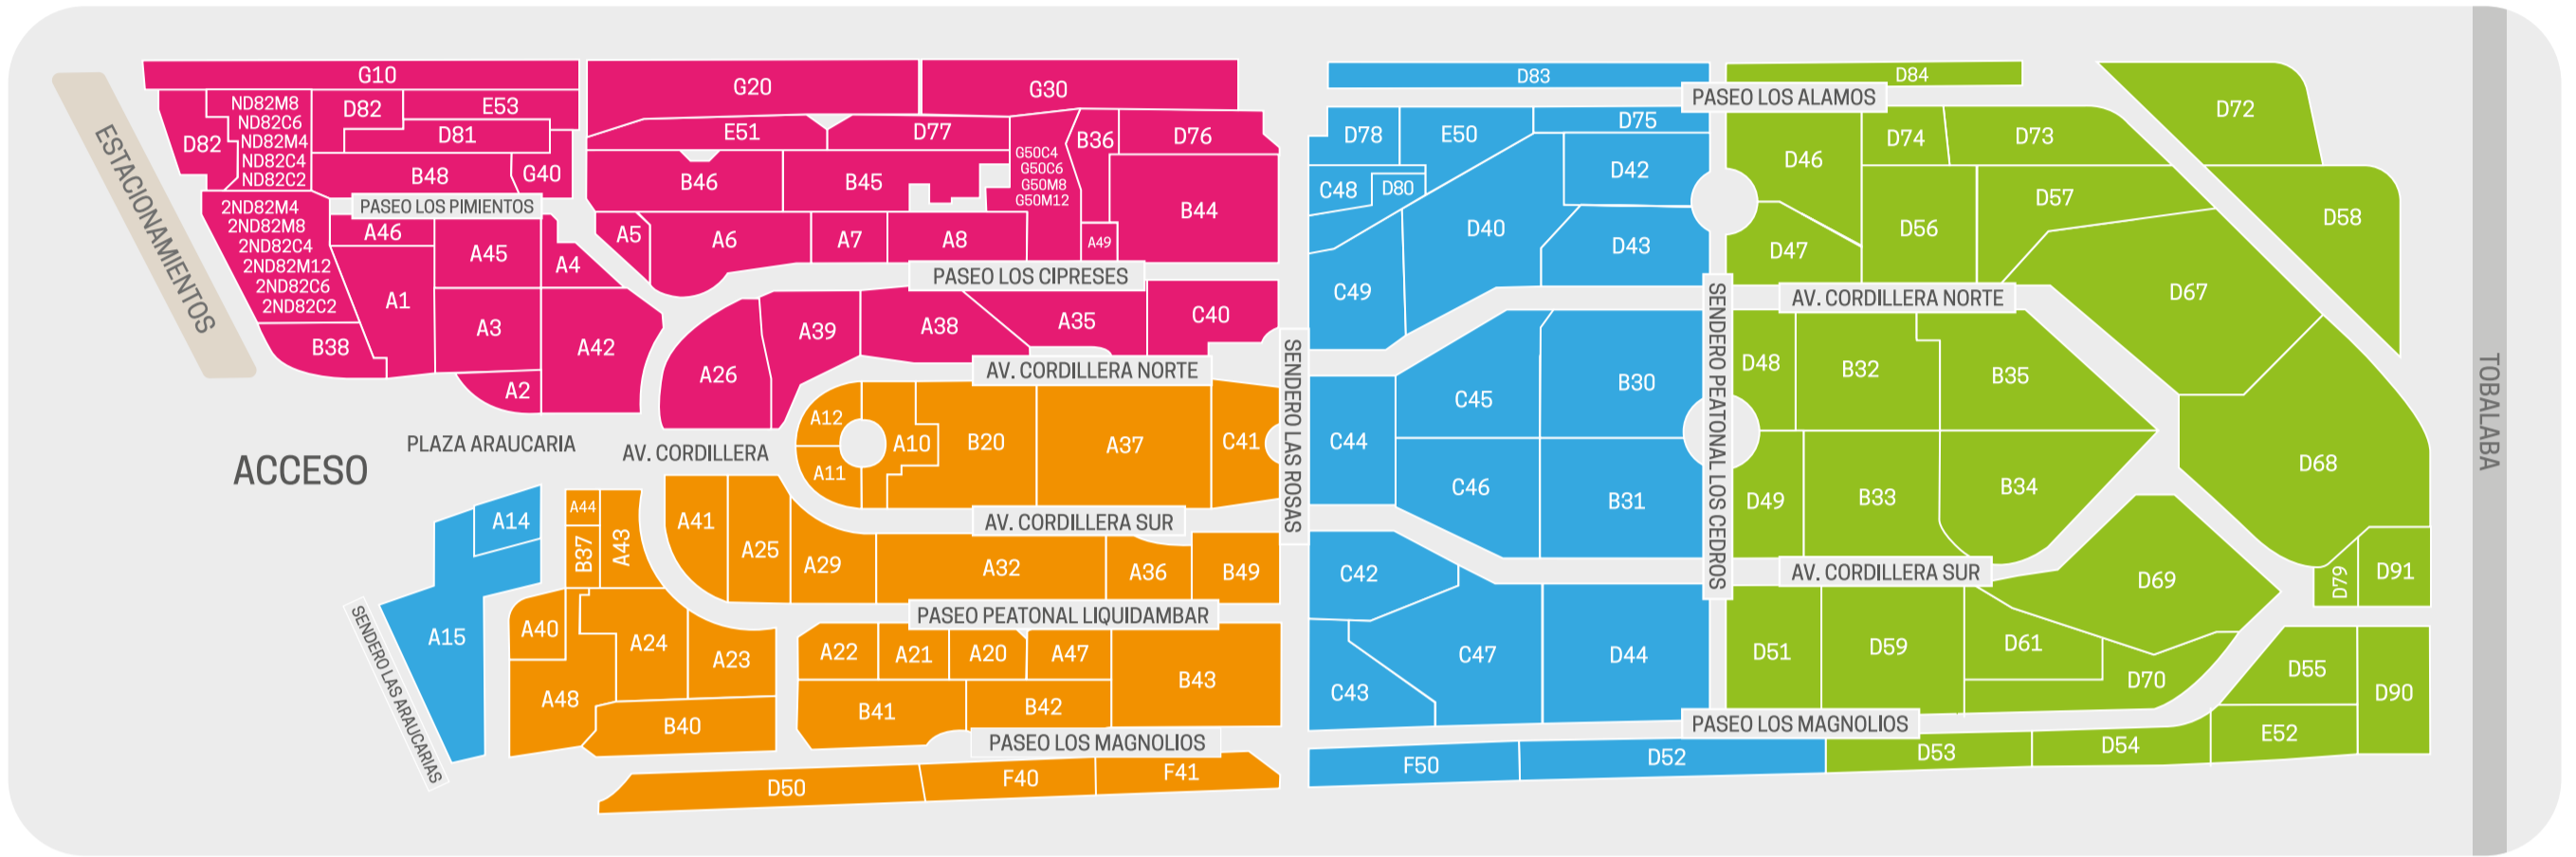 ESTACIONAMIENTOS
G10
D82
ND82M8
ND82C6
ND82M4
ND82C4
ND82C2
D82
E53
D81
B48
G40
PASEO LOS PIMIENTOS
2ND82M4
2ND82M8
2ND82C4
2ND82M12
2ND82C6
2ND82C2
B38
A46
A1
A45
A4
A3
A42
A2
G20
G30
E51
D77
B46
B45
G50C4
G50C6
G50M8
G50M12
B36
D76
B44
A49
A5
A6
A7
A8
PASEO LOS CIPRESES
A26
A39
A38
A35
C40
AV. CORDILLERA NORTE
ACCESO
PLAZA ARAUCARIA
AV. CORDILLERA
A12
A11
A10
B20
A37
C41
AV. CORDILLERA SUR
SENDERO LAS ROSAS
A14
A15
SENDERO LAS ARAUCARIAS
A44
B37
A43
A41
A25
A29
A32
A36
B49
PASEO PEATONAL LIQUIDAMBAR
A40
A24
A23
A48
B40
A22
A21
A20
A47
B43
B41
B42
PASEO LOS MAGNOLIOS
D50
F40
F41
D83
D78
E50
D75
C48
D80
D42
D40
D43
C49
C45
B30
C44
C46
B31
C42
C43
C47
D44
F50
D52
SENDERO PEATONAL LOS CEDROS
PASEO LOS ALAMOS
D84
D72
D46
D74
D73
D47
D56
D57
D58
D67
AV. CORDILLERA NORTE
D48
B32
B35
D68
D49
B33
B34
AV. CORDILLERA SUR
D69
D79
D91
D51
D59
D61
D70
D55
D90
PASEO LOS MAGNOLIOS
D53
D54
E52
TOBALABA